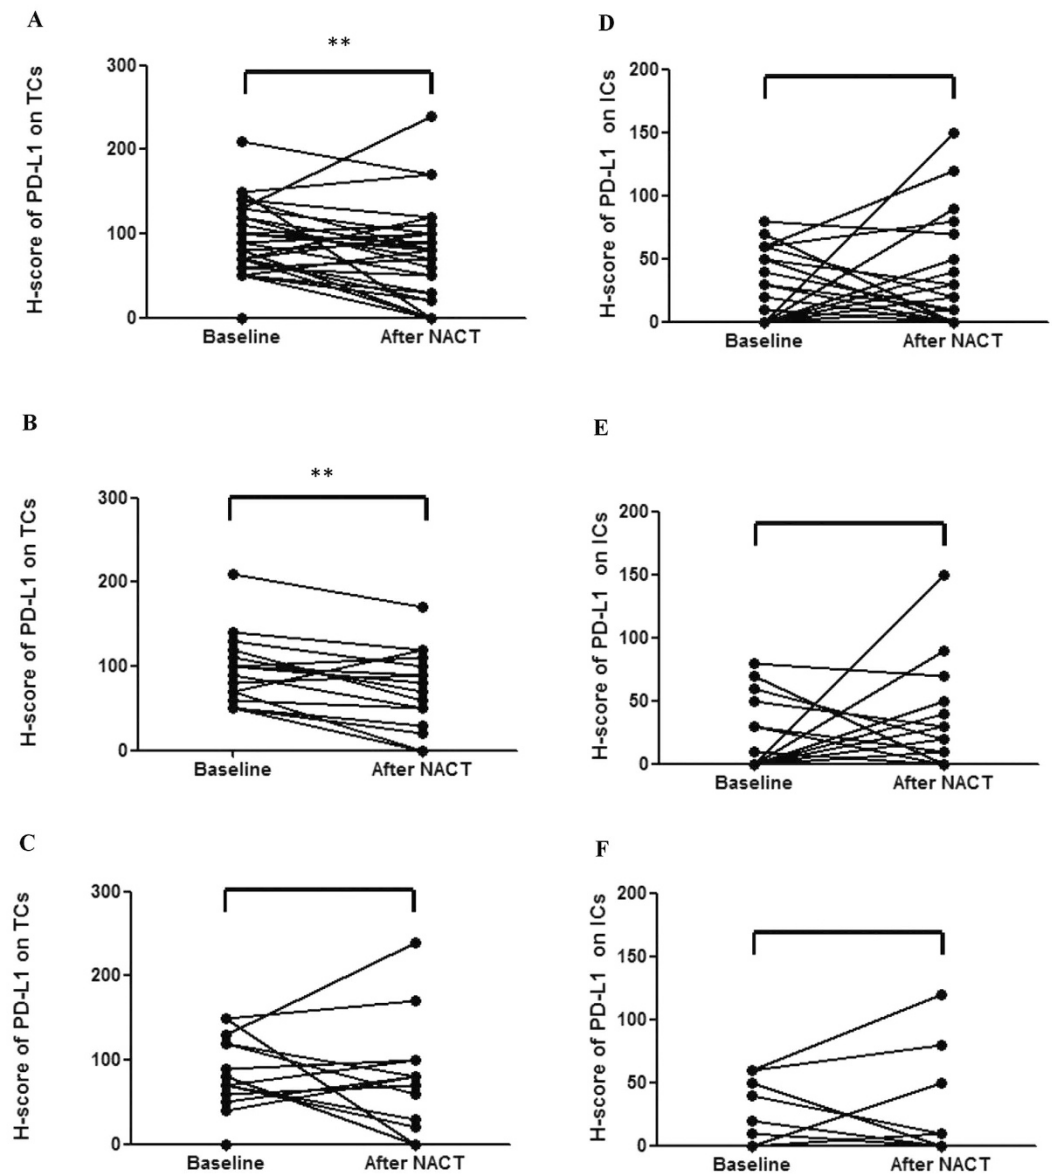 A
**
H-score of PD-L1 on TCs
300
200
100
0
Baseline
After NACT
D
H-score of PD-L1 on ICs
200
150
100
50
0
Baseline
After NACT
B
**
H-score of PD-L1 on TCs
300
200
100
0
Baseline
After NACT
E
H-score of PD-L1 on ICs
200
150
100
50
0
Baseline
After NACT
C
H-score of PD-L1 on TCs
300
200
100
0
Baseline
After NACT
F
H-score of PD-L1 on ICs
200
150
100
50
0
Baseline
After NACT